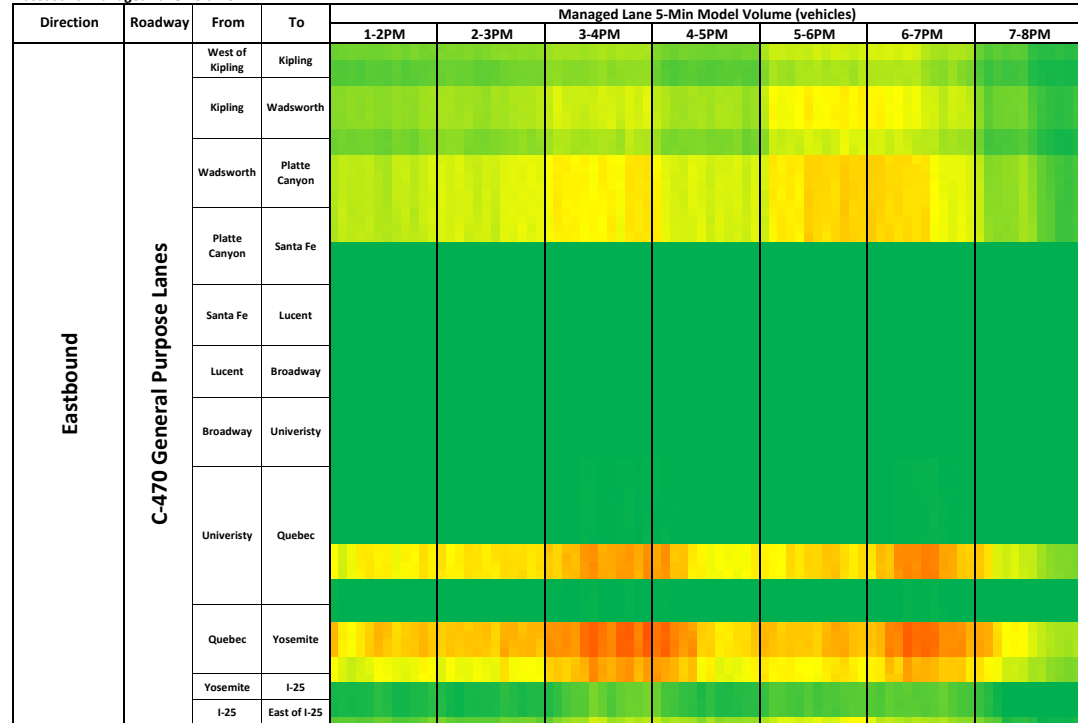 Managed Lane 5-Min Model Volume (vehicles)
Direction Roadway From To
1-2PM 2-3PM 3-4PM 4-5PM 5-6PM 6-7PM 7-8PM
Eastbound
C-470 General Purpose Lanes
West of
Kipling
Kipling
Kipling Wadsworth
Wadsworth
Platte
Canyon
Platte
Canyon
Santa Fe
Santa Fe Lucent
Lucent Broadway
Broadway Univeristy
Univeristy Quebec
Quebec Yosemite
Yosemite I-25
I-25 East of I-25